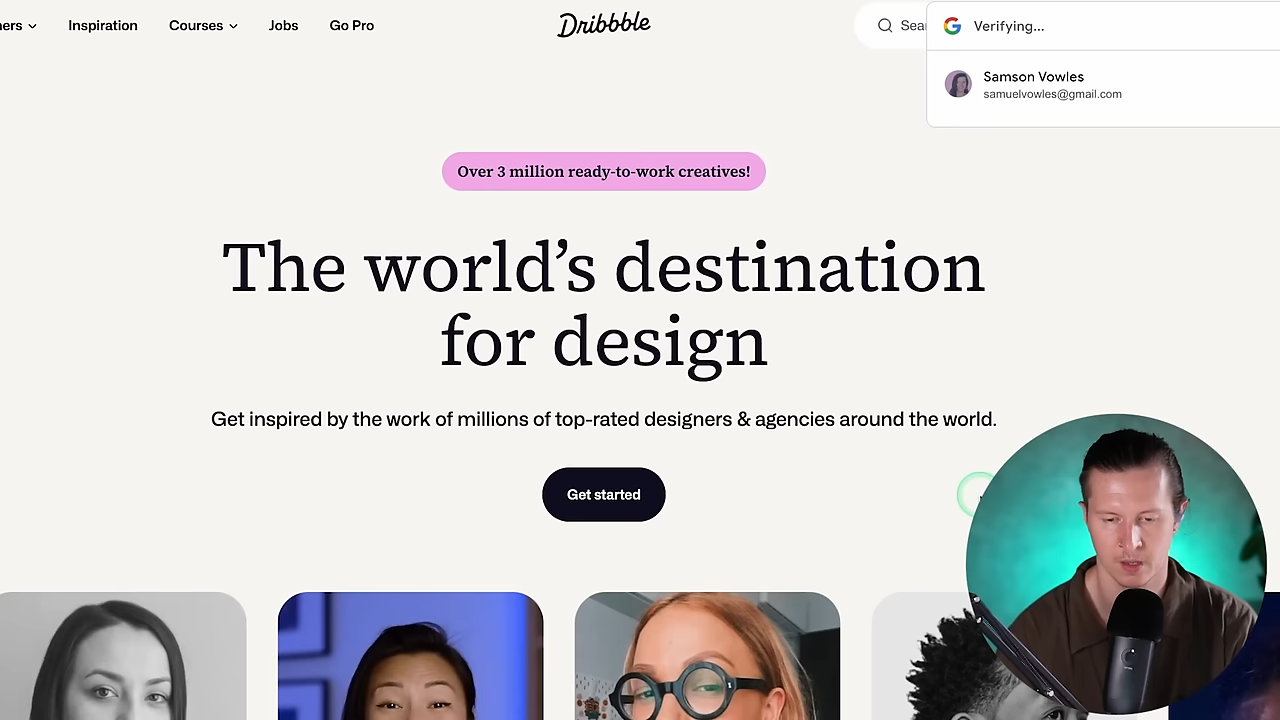 ners
Inspiration
Courses
Jobs
Go Pro
Dribbble
Sear
Verifying...
Samson Vowles
samuelvowles@gmail.com
Over 3 million ready-to-work creatives!
The world’s destination
for design
Get inspired by the work of millions of top-rated designers & agencies around the world.
Get started